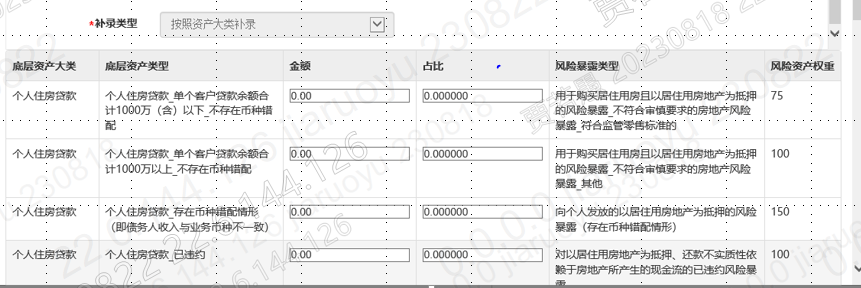 *补录类型 按照资产大类补录
底层资产大类 底层资产类型 金额 占比 风险暴露类型 风险资产权重
个人住房贷款 个人住房贷款_单个客户贷款余额合 0.00 0.000000 用于购买居住用房且以居住用房地产为抵押 75
计1000万（含）以下_不存在币种错 的风险暴露_不符合审慎要求的房地产风险
配 暴露_符合监管零售标准的
个人住房贷款 个人住房贷款_单个客户贷款余额合 0.00 0.000000 用于购买居住用房且以居住用房地产为抵押 100
计1000万以上_不存在币种错配 的风险暴露_不符合审慎要求的房地产风险
暴露_其他
个人住房贷款 个人住房贷款_存在币种错配情形 0.00 0.000000 向个人发放的以居住用房地产为抵押的风险 150
（即债务人收入与业务币种不一致） 暴露（存在币种错配情形）
个人住房贷款 个人住房贷款_已违约 0.00 0.000000 对以居住用房产为抵押、还款不实质性依 100
赖于房地产所产生的现金流的已违约风险暴
露